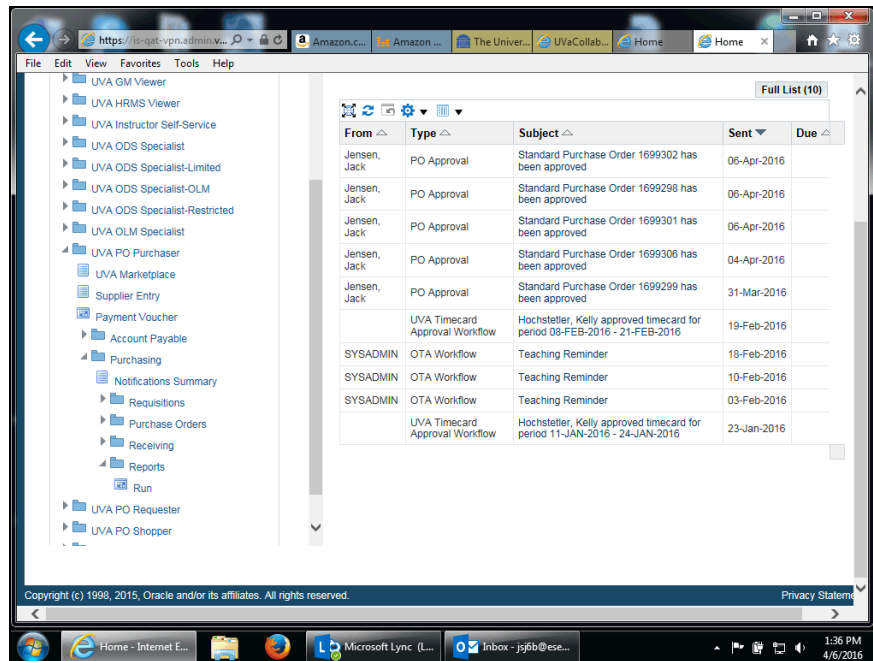 https://is-qat-vpn.admin.v...
a Amazon.c...
Amazon ...
The Univer...
UVaCollab...
Home
Home
File Edit View Favorites Tools Help
UVA GM Viewer
UVA HRMS Viewer
UVA Instructor Self-Service
UVA ODS Specialist
UVA ODS Specialist-Limited
UVA ODS Specialist-OLM
UVA ODS Specialist-Restricted
UVA OLM Specialist
UVA PO Purchaser
UVA Marketplace
Supplier Entry
Payment Voucher
Account Payable
Purchasing
Notifications Summary
Requisitions
Purchase Orders
Receiving
Reports
Run
UVA PO Requester
UVA PO Shopper
Full List (10)
From Type Subject Sent Due
Jensen, Jack PO Approval Standard Purchase Order 1699302 has been approved 06-Apr-2016
Jensen, Jack PO Approval Standard Purchase Order 1699298 has been approved 06-Apr-2016
Jensen, Jack PO Approval Standard Purchase Order 1699301 has been approved 06-Apr-2016
Jensen, Jack PO Approval Standard Purchase Order 1699306 has been approved 04-Apr-2016
Jensen, Jack PO Approval Standard Purchase Order 1699299 has been approved 31-Mar-2016
UVA Timecard Approval Workflow Hochstetler, Kelly approved timecard for period 08-FEB-2016 - 21-FEB-2016 19-Feb-2016
SYSADMIN OTA Workflow Teaching Reminder 18-Feb-2016
SYSADMIN OTA Workflow Teaching Reminder 10-Feb-2016
SYSADMIN OTA Workflow Teaching Reminder 03-Feb-2016
UVA Timecard Approval Workflow Hochstetler, Kelly approved timecard for period 11-JAN-2016 - 24-JAN-2016 23-Jan-2016
Copyright (c) 1998, 2015, Oracle and/or its affiliates. All rights reserved.
Privacy Stateme
Home - Internet E...
Microsoft Lync (L...
Inbox - jsj6b@ese...
1:36 PM
4/6/2016